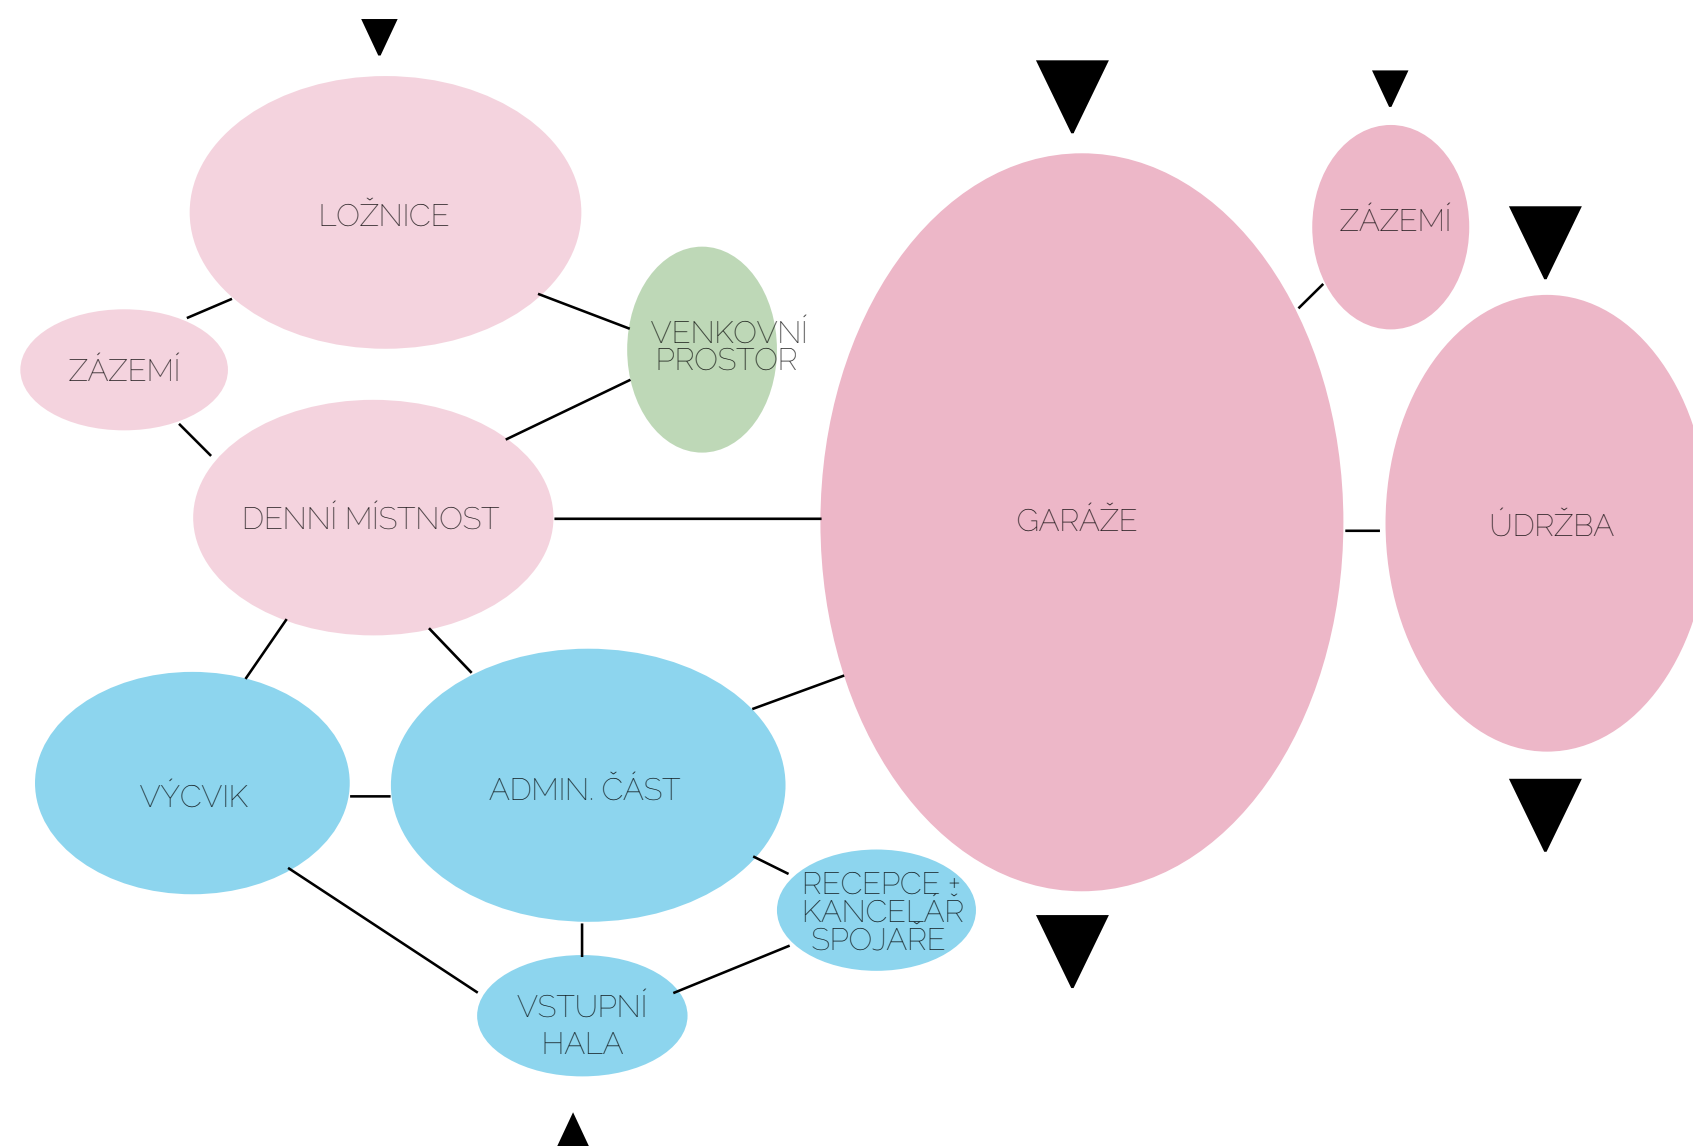 LOŽNICE
ZÁZEMÍ
VENKOVNÍ
PROSTOR
ZÁZEMÍ
DENNÍ MÍSTNOST
GARÁŽE
ÚDRŽBA
VÝCVIK
ADMIN. ČÁST
RECEPCE +
KANCELÁŘ
SPOJAŘE
VSTUPNÍ
HALA